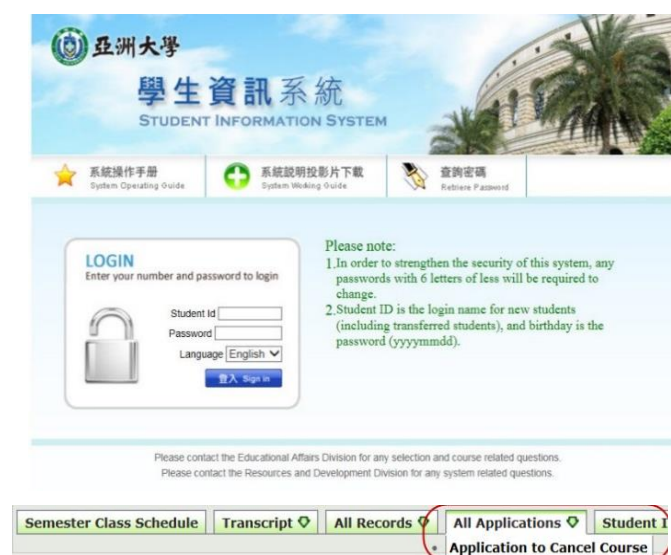 亞洲大學
學生資訊系統
STUDENT INFORMATION SYSTEM
系統操作手冊
System Operating Guide
系統說明投影片下載
System Woking Guide
查詢密碼
Retrieve Password
LOGIN
Enter your number and password to login
Student Id
Password
Language English
登入 Sign in
Please note:
1.In order to strengthen the security of this system, any
passwords with 6 letters of less will be required to
change.
2.Student ID is the login name for new students
(including transferred students), and birthday is the
password (yyyymmdd).
Please contact the Educational Affairs Division for any selection and course related questions.
Please contact the Resources and Development Division for any system related questions.
Semester Class Schedule Transcript All Records All Applications Student I
Application to Cancel Course